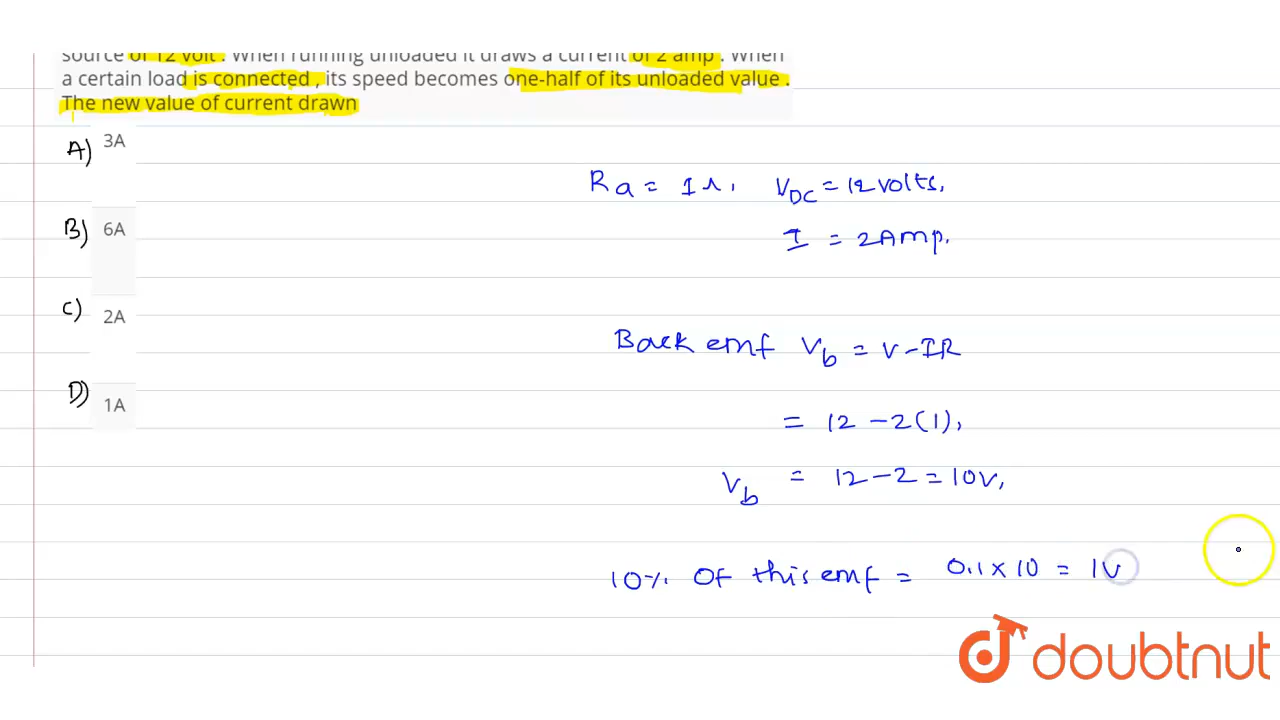 source of 12 volt . When running unloaded it draws a current of 2 amp . When
a certain load is connected , its speed becomes one-half of its unloaded value .
The new value of current drawn
A) 3A
B) 6A
C) 2A
D) 1A
Ra = 1Ω, VDC = 12 volts,
I = 2Amp.
Back emf Vb = V-IR
= 12 - 2(1),
Vb = 12 - 2 = 10V,
10% Of this emf = 0.1 × 10 = 1V
doubtnut